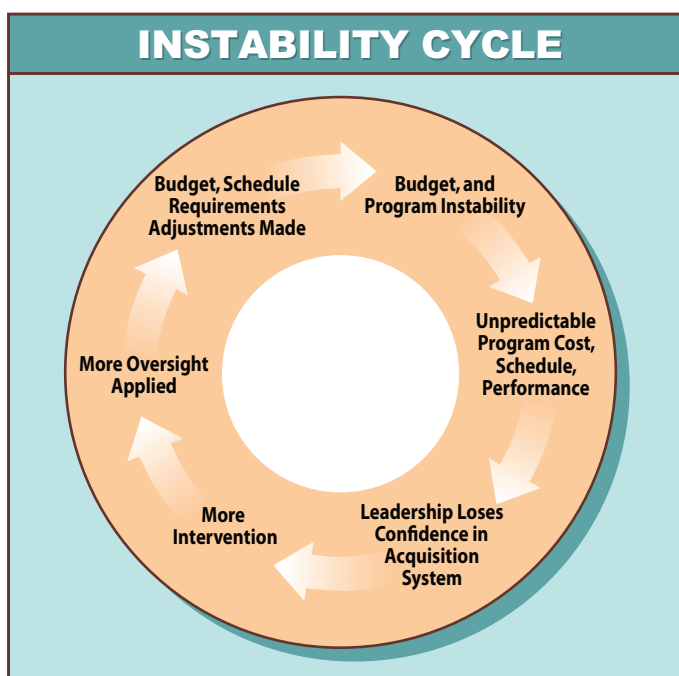 INSTABILITY CYCLE
Budget, Schedule
Requirements
Adjustments Made
Budget, and
Program Instability
Unpredictable
Program Cost,
Schedule,
Performance
Leadership Loses
Confidence in
Acquisition
System
More
Intervention
More Oversight
Applied